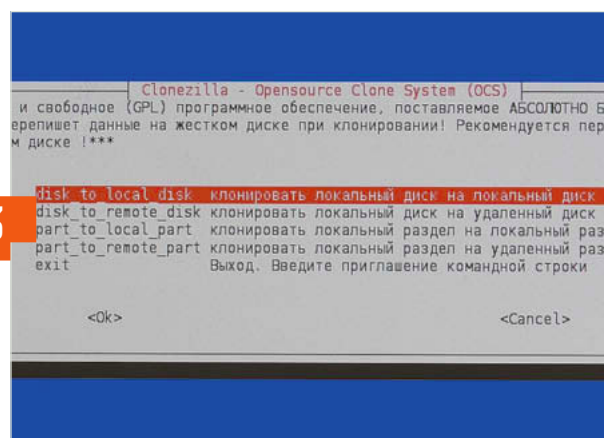 Clonezilla - Opensource Clone System (OCS)
и свободное (GPL) программное обеспечение, поставляемое АБСОЛЮТНО Б
ерепишет данные на жестком диске при клонировании! Рекомендуется пер
м диске !***
disk_to_local_disk клонировать локальный диск на локальный диск
disk_to_remote_disk клонировать локальный диск на удаленный диск
part_to_local_part клонировать локальный раздел на локальный раз
part_to_remote_part клонировать локальный раздел на удаленный раз
exit Выход. Введите приглашение командной строки
<Ok> <Cancel>